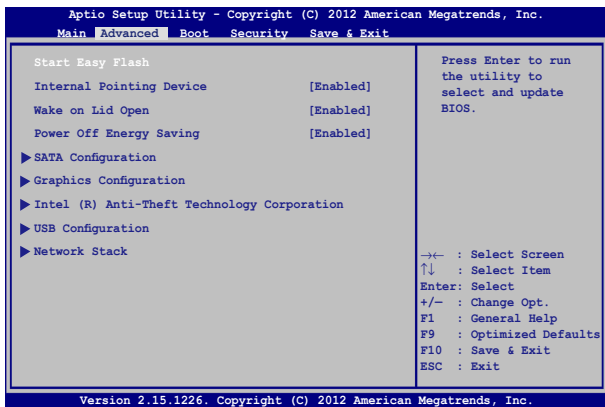 Aptio Setup Utility - Copyright (C) 2012 American Megatrends, Inc.
Main Advanced Boot Security Save & Exit
Start Easy Flash
Internal Pointing Device [Enabled]
Wake on Lid Open [Enabled]
Power Off Energy Saving [Enabled]
SATA Configuration
Graphics Configuration
Intel (R) Anti-Theft Technology Corporation
USB Configuration
Network Stack
Press Enter to run
the utility to
select and update
BIOS.
→← : Select Screen
↑↓ : Select Item
Enter: Select
+/— : Change Opt.
F1 : General Help
F9 : Optimized Defaults
F10 : Save & Exit
ESC : Exit
Version 2.15.1226. Copyright (C) 2012 American Megatrends, Inc.